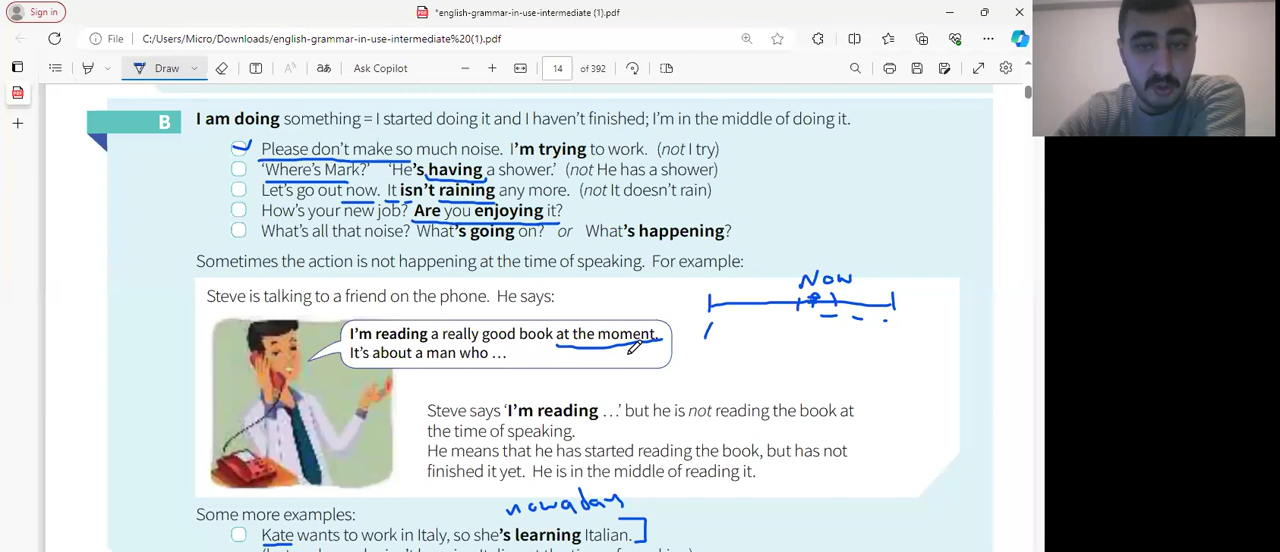 Sign in
*english-grammar-in-use-intermediate (1).pdf
File C:/Users/Micro/Downloads/english-grammar-in-use-intermediate%20(1).pdf
Draw Ask Copilot 14 of 392
B I am doing something = I started doing it and I haven't finished; I'm in the middle of doing it.
Please don't make so much noise. I'm trying to work. (not I try)
'Where's Mark?' 'He's having a shower.' (not He has a shower)
Let's go out now. It isn't raining any more. (not It doesn't rain)
How's your new job? Are you enjoying it?
What's all that noise? What's going on? or What's happening?
Sometimes the action is not happening at the time of speaking. For example:
Now
Steve is talking to a friend on the phone. He says:
I'm reading a really good book at the moment.
It's about a man who …
Steve says 'I'm reading …' but he is not reading the book at
the time of speaking.
He means that he has started reading the book, but has not
finished it yet. He is in the middle of reading it.
nowaday
Some more examples:
Kate wants to work in Italy, so she's learning Italian.